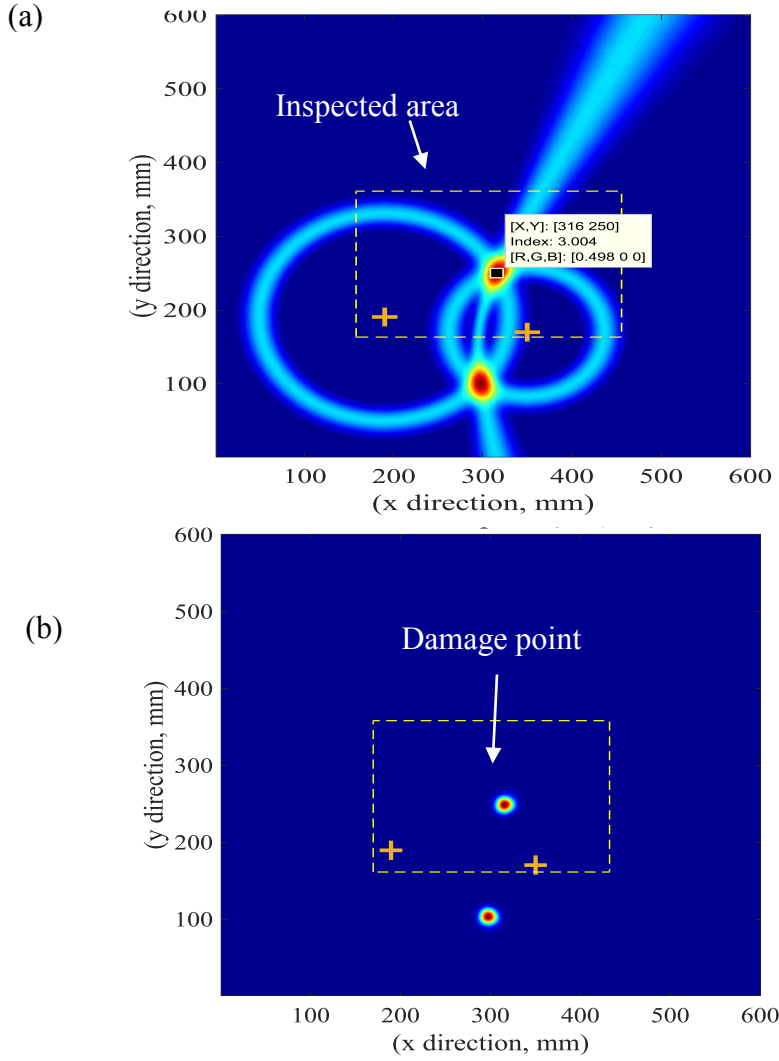 (a)
600
500
400
300
200
100
(y direction, mm)
Inspected area
[X,Y]: [316 250]
Index: 3.004
[R,G,B]: [0.498 0 0]
100
200
300
400
500
600
(x direction, mm)
(b)
600
500
400
300
200
100
(y direction, mm)
Damage point
100
200
300
400
500
600
(x direction, mm)